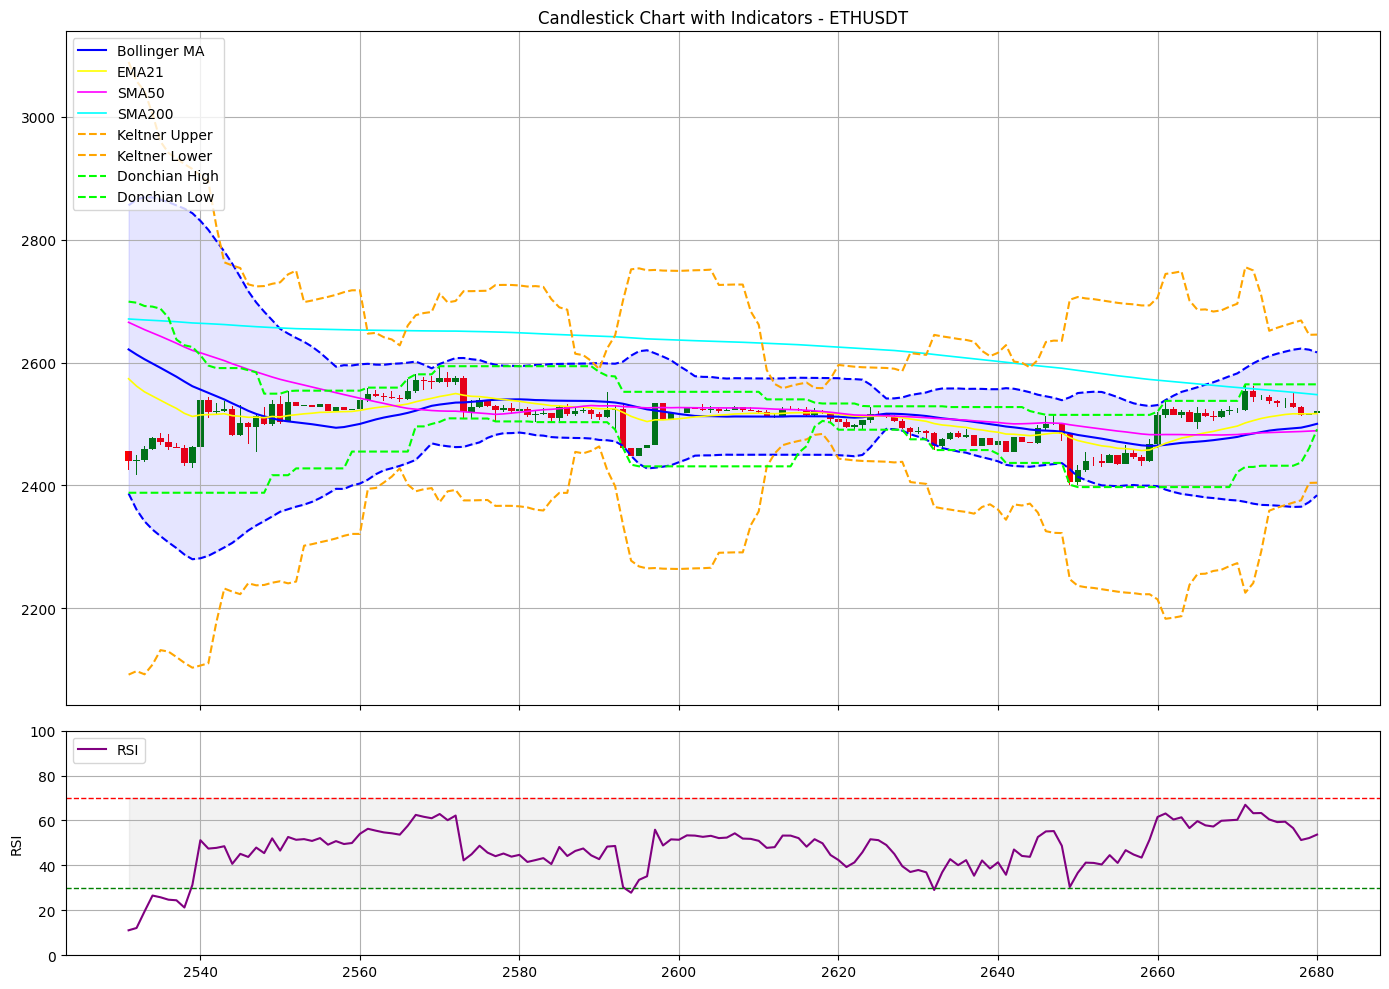 Candlestick Chart with Indicators - ETHUSDT
Bollinger MA
EMA21
SMA50
SMA200
Keltner Upper
Keltner Lower
Donchian High
Donchian Low
3000
2800
2600
2400
2200
RSI
RSI
100
80
60
40
20
0
2540 2560 2580 2600 2620 2640 2660 2680